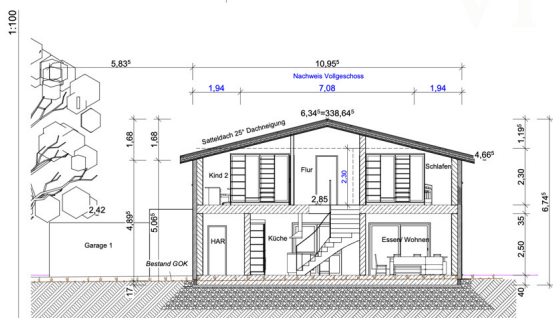 1:100
5,83⁵
10,95⁵
Nachweis Vollgeschoss
1,94
7,08
1,94
6,34⁵=338,64⁵
Satteldach 25° Dachneigung
1,68
1,68
1,19⁵
4,66⁵
Kind 2
Flur
2,30
Schlafen
2,30
6,74⁵
2,42
2,85
4,89⁵
5,06⁵
35
Garage 1
HAR
Küche
Essen/ Wohnen
2,50
Bestand GOK
17
40